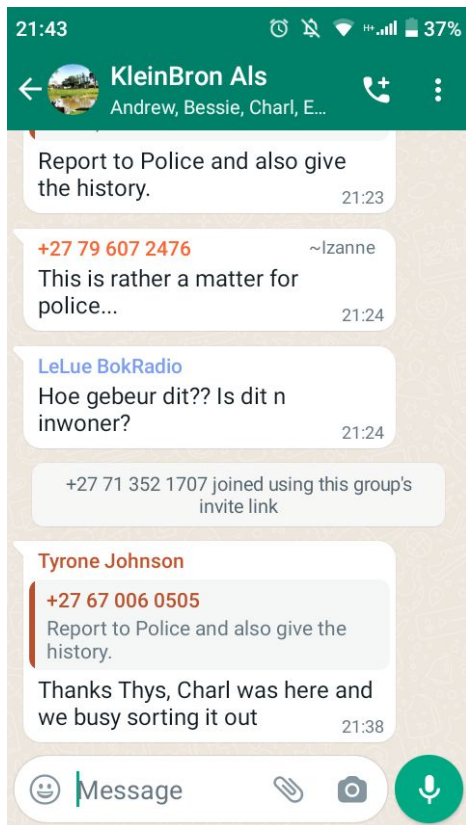 21:43 H+ 37%
KleinBron Als
Andrew, Bessie, Charl, E...
Report to Police and also give
the history.
21:23
+27 79 607 2476 ~Izanne
This is rather a matter for
police...
21:24
LeLue BokRadio
Hoe gebeur dit?? Is dit n
inwoner?
21:24
+27 71 352 1707 joined using this group's
invite link
Tyrone Johnson
+27 67 006 0505
Report to Police and also give the
history.
Thanks Thys, Charl was here and
we busy sorting it out
21:38
Message